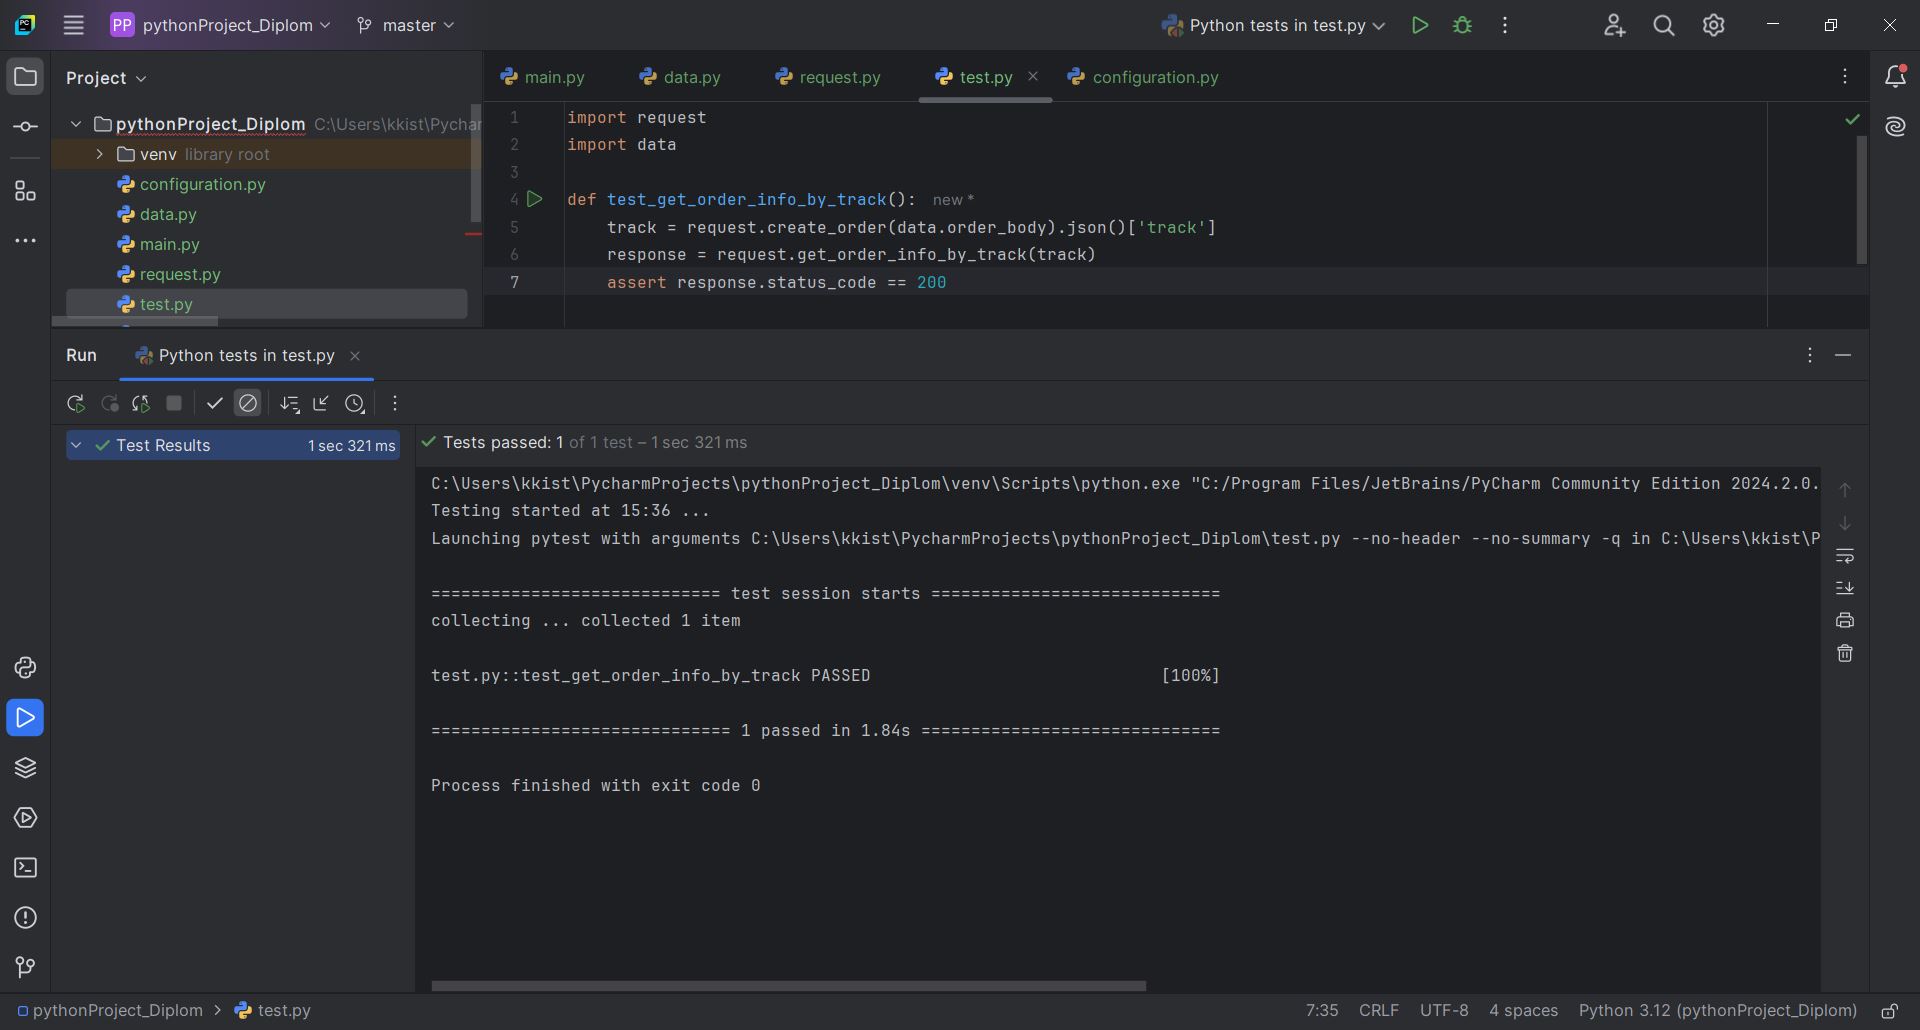 PP pythonProject_Diplom master Python tests in test.py
Project
main.py data.py request.py test.py configuration.py
pythonProject_Diplom C:\Users\kkist\Pychar
venv library root
configuration.py
data.py
main.py
request.py
test.py
1 import request
2 import data
3
4 def test_get_order_info_by_track(): new *
5 track = request.create_order(data.order_body).json()['track']
6 response = request.get_order_info_by_track(track)
7 assert response.status_code == 200
Run Python tests in test.py
Test Results 1 sec 321 ms
Tests passed: 1 of 1 test – 1 sec 321 ms
C:\Users\kkist\PycharmProjects\pythonProject_Diplom\venv\Scripts\python.exe "C:/Program Files/JetBrains/PyCharm Community Edition 2024.2.0.
Testing started at 15:36 ...
Launching pytest with arguments C:\Users\kkist\PycharmProjects\pythonProject_Diplom\test.py --no-header --no-summary -q in C:\Users\kkist\P
============================= test session starts =============================
collecting ... collected 1 item
test.py::test_get_order_info_by_track PASSED [100%]
============================== 1 passed in 1.84s ==============================
Process finished with exit code 0
pythonProject_Diplom > test.py 7:35 CRLF UTF-8 4 spaces Python 3.12 (pythonProject_Diplom)